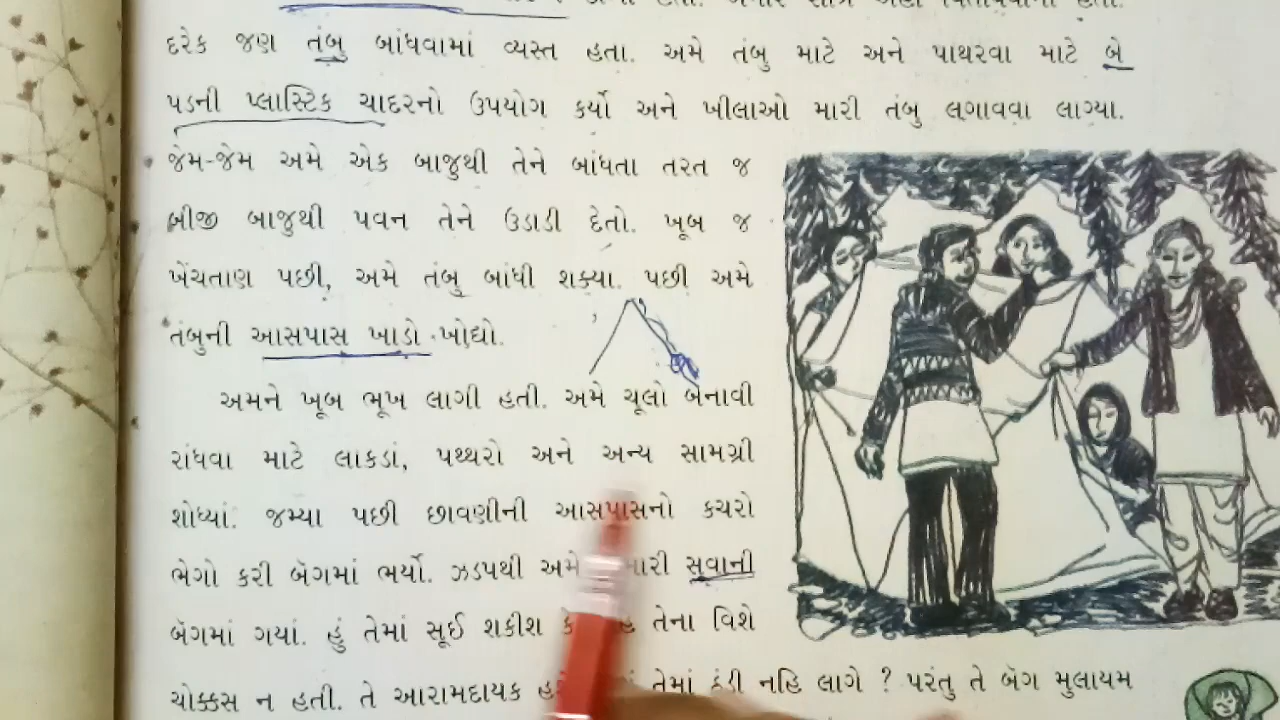 દરેક જણ તંબુ બાંધવામાં વ્યસ્ત હતા. અમે તંબુ માટે અને પાથરવા માટે બે
પડની પ્લાસ્ટિક ચાદરનો ઉપયોગ કર્યો અને ખીલાઓ મારી તંબુ લગાવવા લાગ્યા.
જેમ-જેમ અમે એક બાજુથી તેને બાંધતા તરત જ
બીજી બાજુથી પવન તેને ઉડાડી દેતો. ખૂબ જ
ખેંચતાણ પછી, અમે તંબુ બાંધી શક્યા. પછી અમે
તંબુની આસપાસ ખાડો ખોદ્યો.
અમને ખૂબ ભૂખ લાગી હતી. અમે ચૂલો બનાવી
રાંધવા માટે લાકડાં, પથ્થરો અને અન્ય સામગ્રી
શોધ્યાં. જમ્યા પછી છાવણીની આસપાસનો કચરો
ભેગો કરી બૅગમાં ભર્યો. ઝડપથી અમે સૂવાની
બૅગમાં ગયાં. હું તેમાં સૂઈ શકીશ તેના વિશે
ચોક્કસ ન હતી. તે આરામદાયક તેમાં ઠંડી નહિ લાગે ? પરંતુ તે બૅગ મુલાયમ